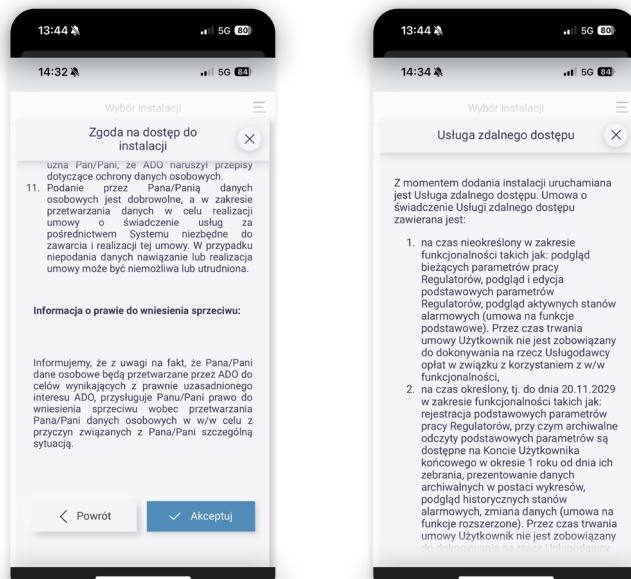 13:44
5G 80
14:32
5G 84
Wybór instalacji
Zgoda na dostęp do
instalacji
uzna Pan/Pani, że ADO naruszył przepisy
dotyczące ochrony danych osobowych.
11. Podanie przez Pana/Panią danych
osobowych jest dobrowolne, a w zakresie
przetwarzania danych w celu realizacji
umowy o świadczenie usług za
pośrednictwem Systemu niezbędne do
zawarcia i realizacji tej umowy. W przypadku
niepodania danych nawiązanie lub realizacja
umowy może być niemożliwa lub utrudniona.
Informacja o prawie do wniesienia sprzeciwu:
Informujemy, że z uwagi na fakt, że Pana/Pani
dane osobowe będą przetwarzane przez ADO do
celów wynikających z prawnie uzasadnionego
interesu ADO, przysługuje Panu/Pani prawo do
wniesienia sprzeciwu wobec przetwarzania
Pana/Pani danych osobowych w w/w celu z
przyczyn związanych z Pana/Pani szczególną
sytuacją.
Powrót
Akceptuj
13:44
5G 80
14:34
5G 84
Wybór instalacji
Usługa zdalnego dostępu
Z momentem dodania instalacji uruchamiana
jest Usługa zdalnego dostępu. Umowa o
świadczenie Usługi zdalnego dostępu
zawierana jest:
1. na czas nieokreślony w zakresie
funkcjonalności takich jak: podgląd
bieżących parametrów pracy
Regulatorów, podgląd i edycja
podstawowych parametrów
Regulatorów, podgląd aktywnych stanów
alarmowych (umowa na funkcje
podstawowe). Przez czas trwania
umowy Użytkownik nie jest zobowiązany
do dokonywania na rzecz Usługodawcy
opłat w związku z korzystaniem z w/w
funkcjonalności,
2. na czas określony, tj. do dnia 20.11.2029
w zakresie funkcjonalności takich jak:
rejestracja podstawowych parametrów
pracy Regulatorów, przy czym archiwalne
odczyty podstawowych parametrów są
dostępne na Koncie Użytkownika
końcowego w okresie 1 roku od dnia ich
zebrania, prezentowanie danych
archiwalnych w postaci wykresów,
podgląd historycznych stanów
alarmowych, zmiana danych (umowa na
funkcje rozszerzone). Przez czas trwania
umowy Użytkownik nie jest zobowiązany
do dokonywania na rzecz Usługodawcy